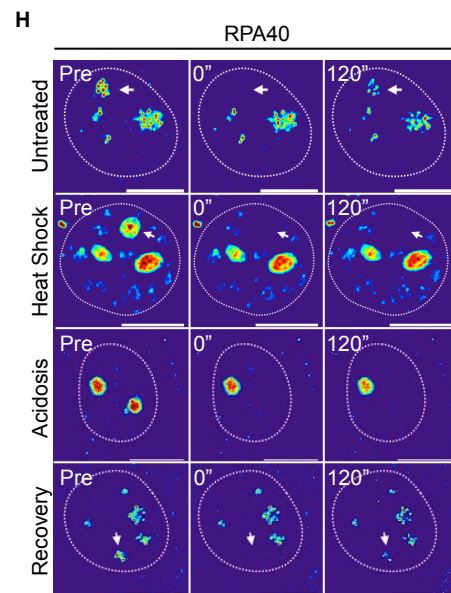 H
RPA40
Untreated
Pre
0"
120"
Heat Shock
Pre
0"
120"
Acidosis
Pre
0"
120"
Recovery
Pre
0"
120"